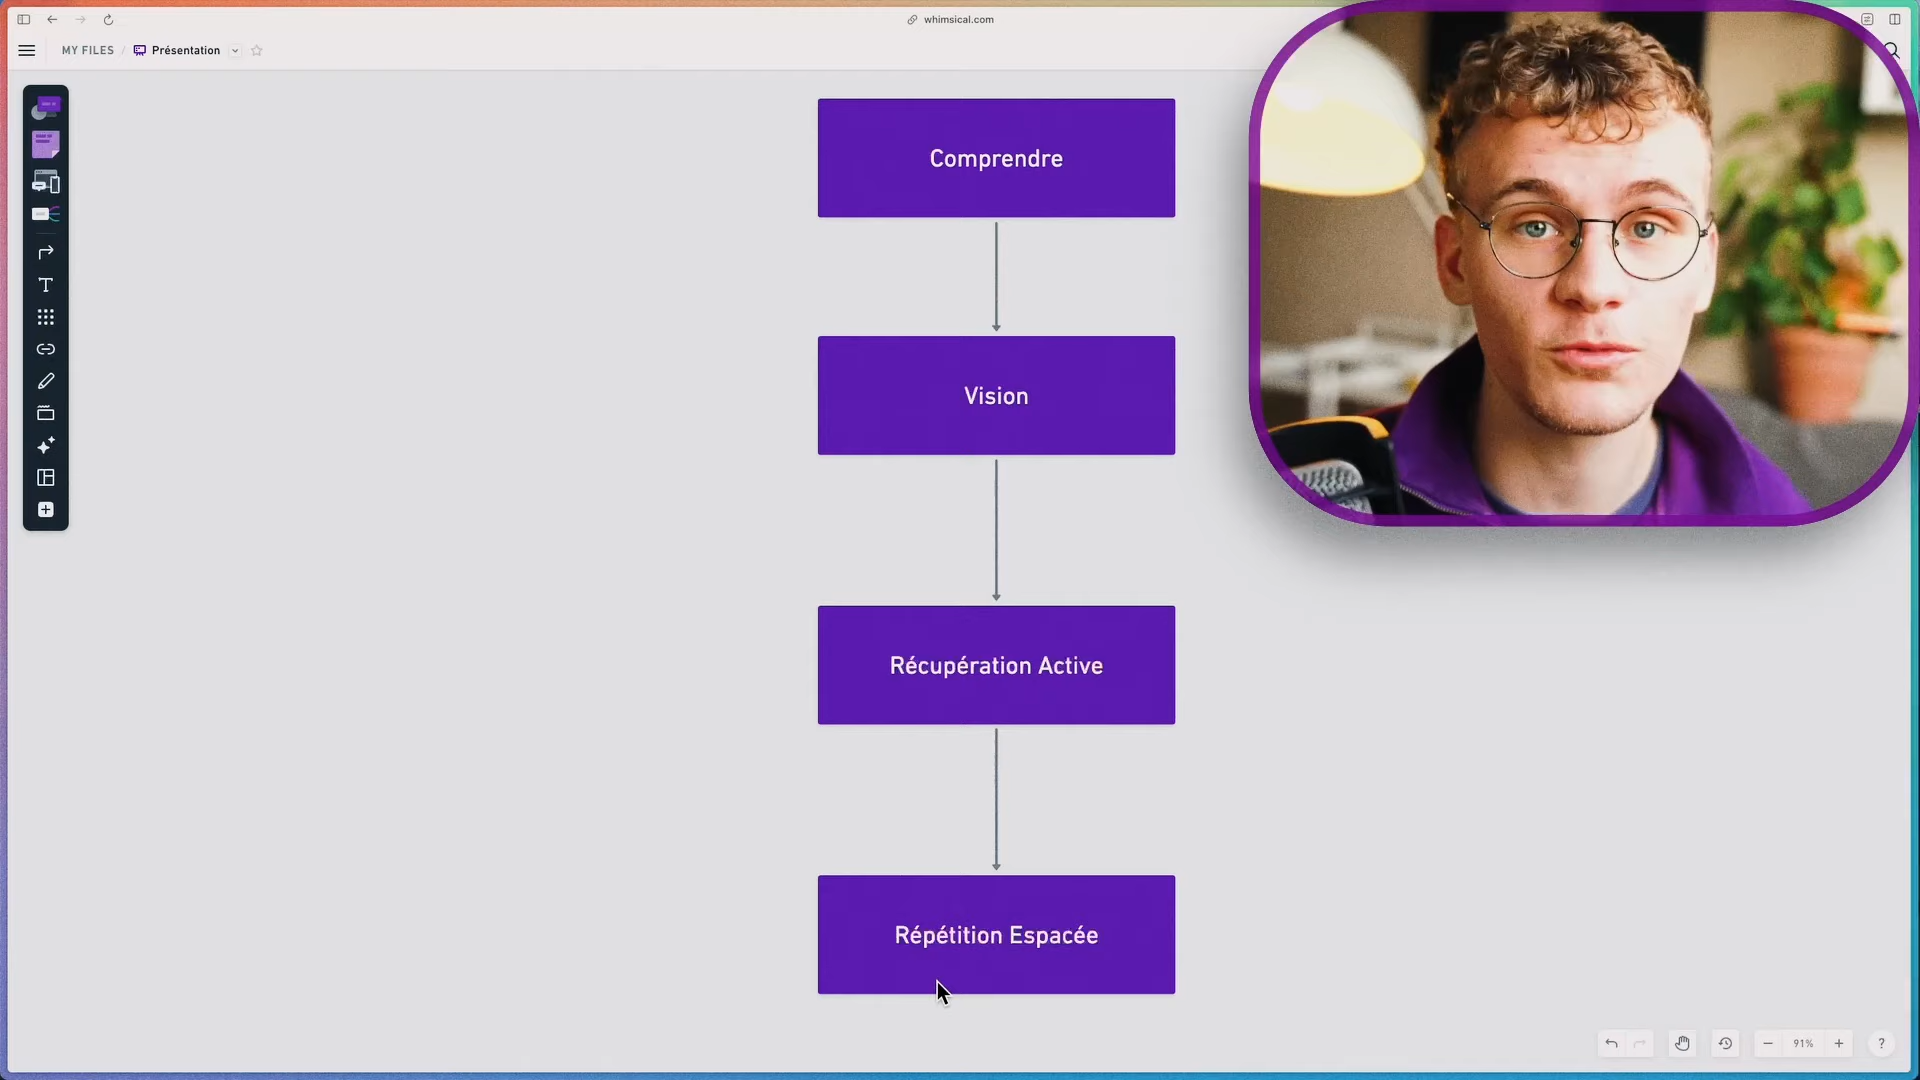 whimsical.com
MY FILES / Présentation
Comprendre
Vision
Récupération Active
Répétition Espacée
91%